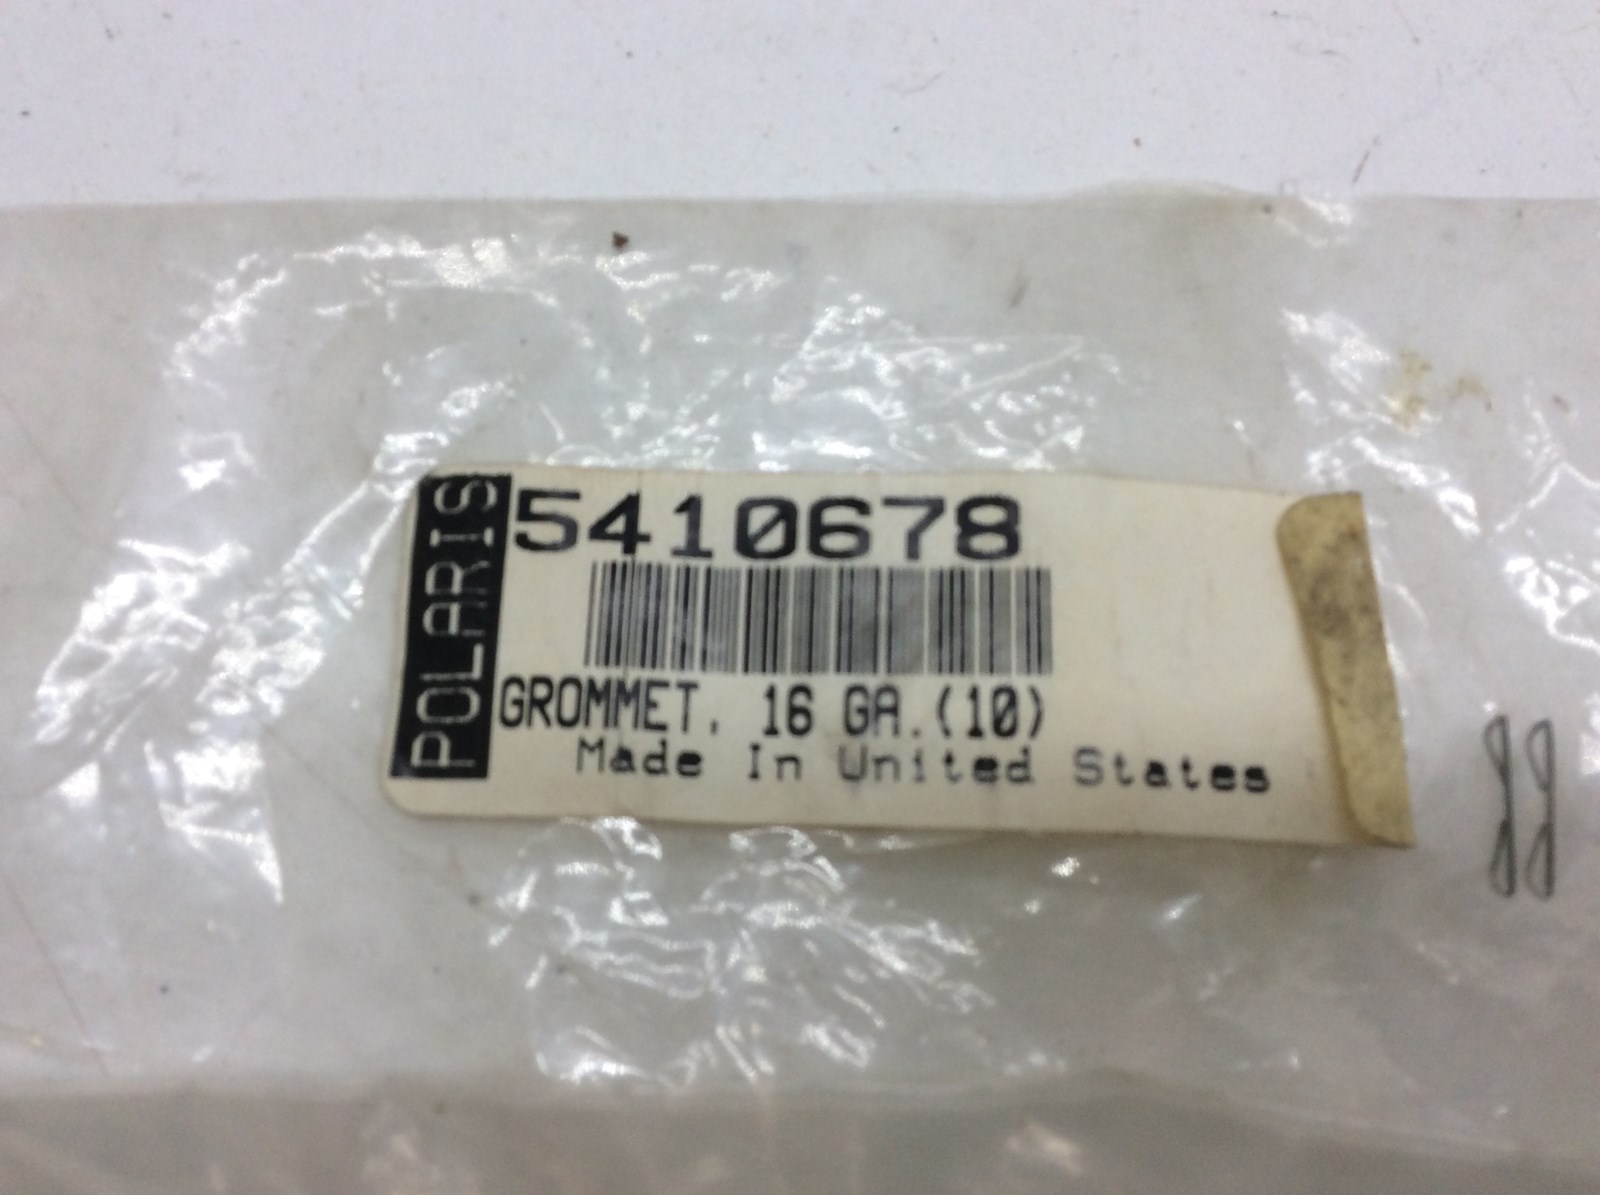 POLARIS
5410678
GROMMET, 16 GA.(10)
Made In United States